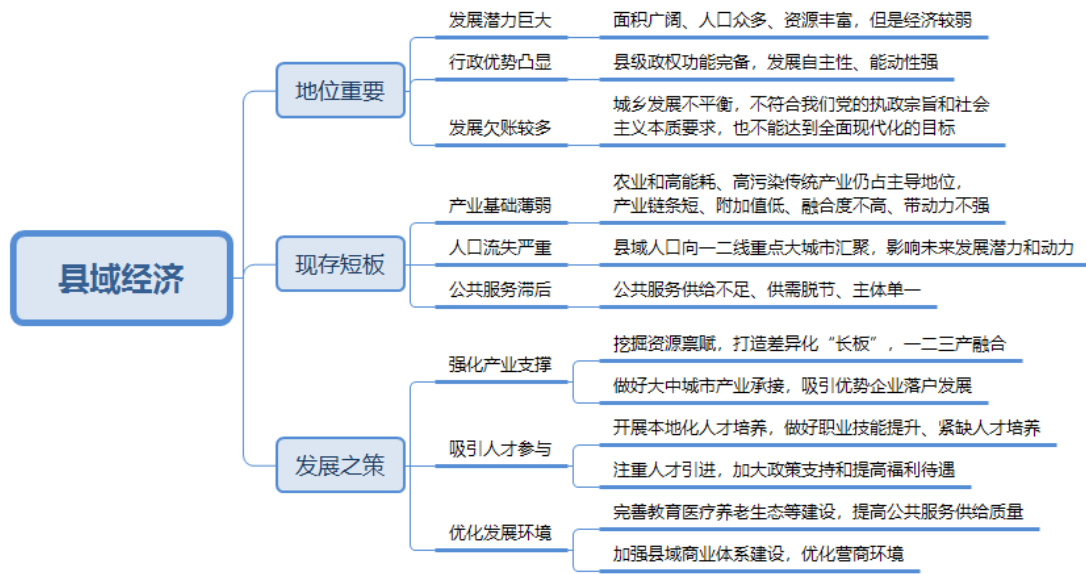 县域经济
地位重要
发展潜力巨大
面积广阔、人口众多、资源丰富，但是经济较弱
行政优势凸显
县级政权功能完备，发展自主性、能动性强
发展欠账较多
城乡发展不平衡，不符合我们党的执政宗旨和社会
主义本质要求，也不能达到全面现代化的目标
现存短板
产业基础薄弱
农业和高能耗、高污染传统产业仍占主导地位，
产业链条短、附加值低、融合度不高、带动力不强
人口流失严重
县域人口向一二线重点大城市汇聚，影响未来发展潜力和动力
公共服务滞后
公共服务供给不足、供需脱节、主体单一
发展之策
强化产业支撑
挖掘资源禀赋，打造差异化“长板”，一二三产融合
做好大中城市产业承接，吸引优势企业落户发展
吸引人才参与
开展本地化人才培养，做好职业技能提升、紧缺人才培养
注重人才引进，加大政策支持和提高福利待遇
优化发展环境
完善教育医疗养老生态等建设，提高公共服务供给质量
加强县域商业体系建设，优化营商环境